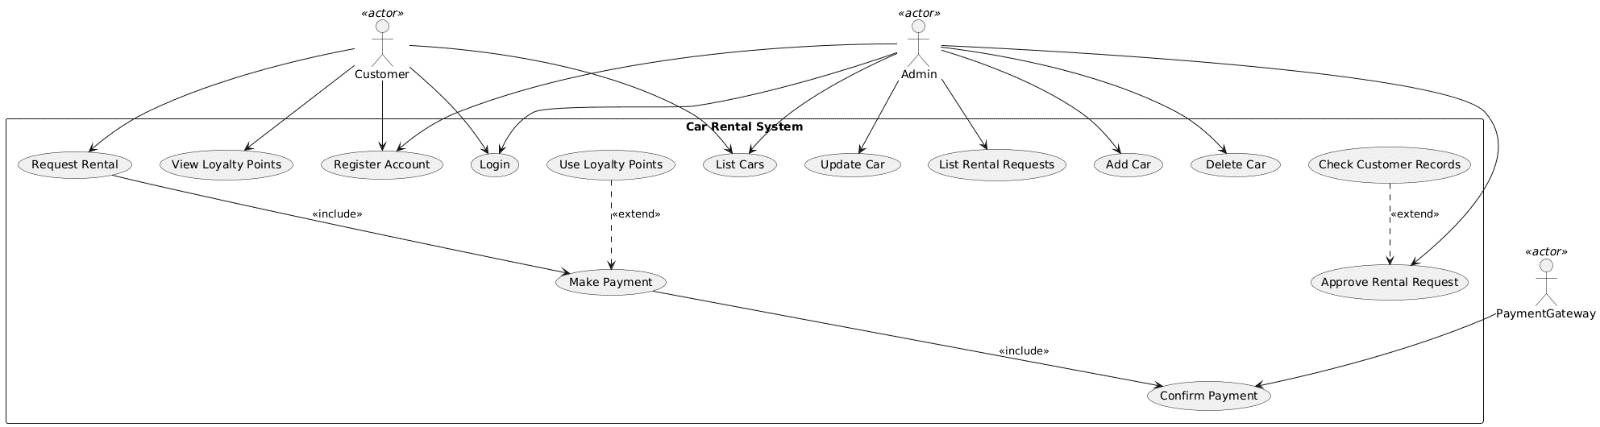 «actor»
«actor»
Customer
Admin
Car Rental System
Request Rental
View Loyalty Points
Register Account
Login
Use Loyalty Points
List Cars
Update Car
List Rental Requests
Add Car
Delete Car
Check Customer Records
«include»
«extend»
«extend»
«actor»
Make Payment
Approve Rental Request
PaymentGateway
«include»
Confirm Payment